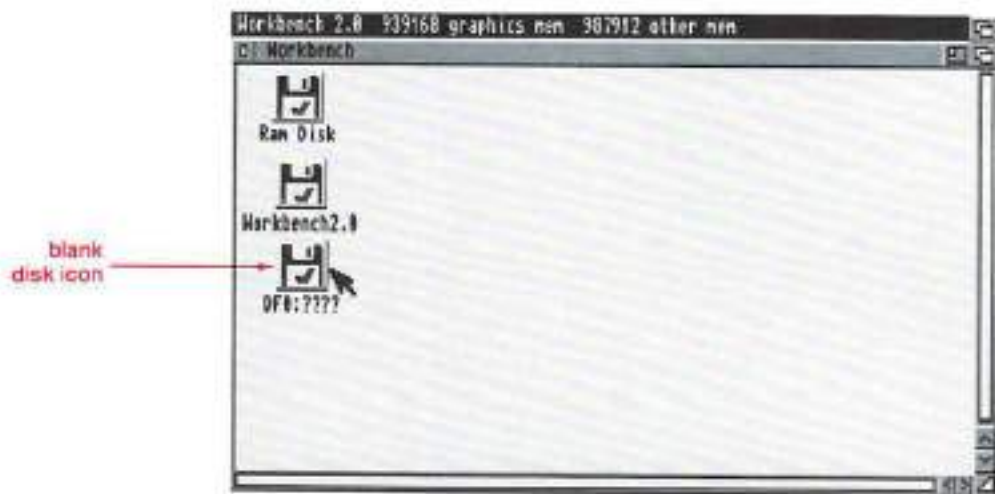 Workbench 2.0 939168 graphics mem 987912 other mem
Workbench
Ram Disk
Workbench2.0
blank
disk icon
DF0:????